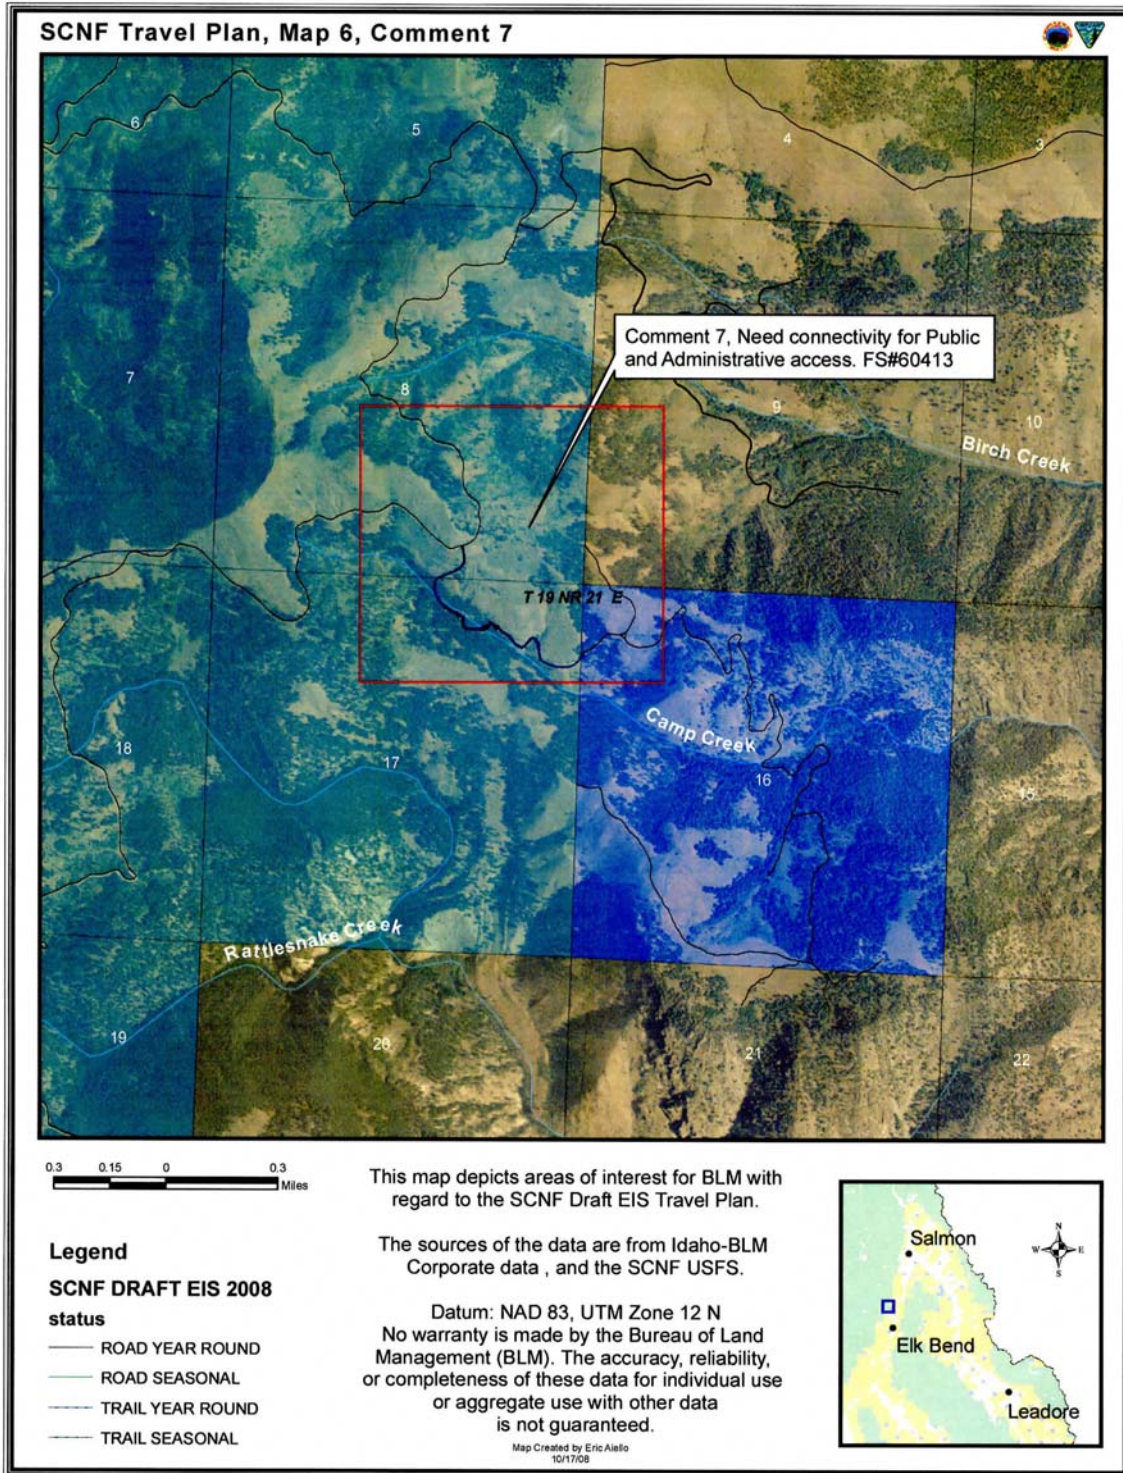 SCNF Travel Plan, Map 6, Comment 7
6
5
4
3
Comment 7, Need connectivity for Public
and Administrative access. FS#60413
7
8
9
10
Birch Creek
T 19 NR 21 E
Camp Creek
18
17
16
15
Rattlesnake Creek
19
20
21
22
0.3 0.15 0 0.3
Miles
Legend
SCNF DRAFT EIS 2008
status
ROAD YEAR ROUND
ROAD SEASONAL
TRAIL YEAR ROUND
TRAIL SEASONAL
This map depicts areas of interest for BLM with
regard to the SCNF Draft EIS Travel Plan.
The sources of the data are from Idaho-BLM
Corporate data , and the SCNF USFS.
Datum: NAD 83, UTM Zone 12 N
No warranty is made by the Bureau of Land
Management (BLM). The accuracy, reliability,
or completeness of these data for individual use
or aggregate use with other data
is not guaranteed.
Map Created by Eric Aiello
10/17/08
Salmon
N
W E
S
Elk Bend
Leadore